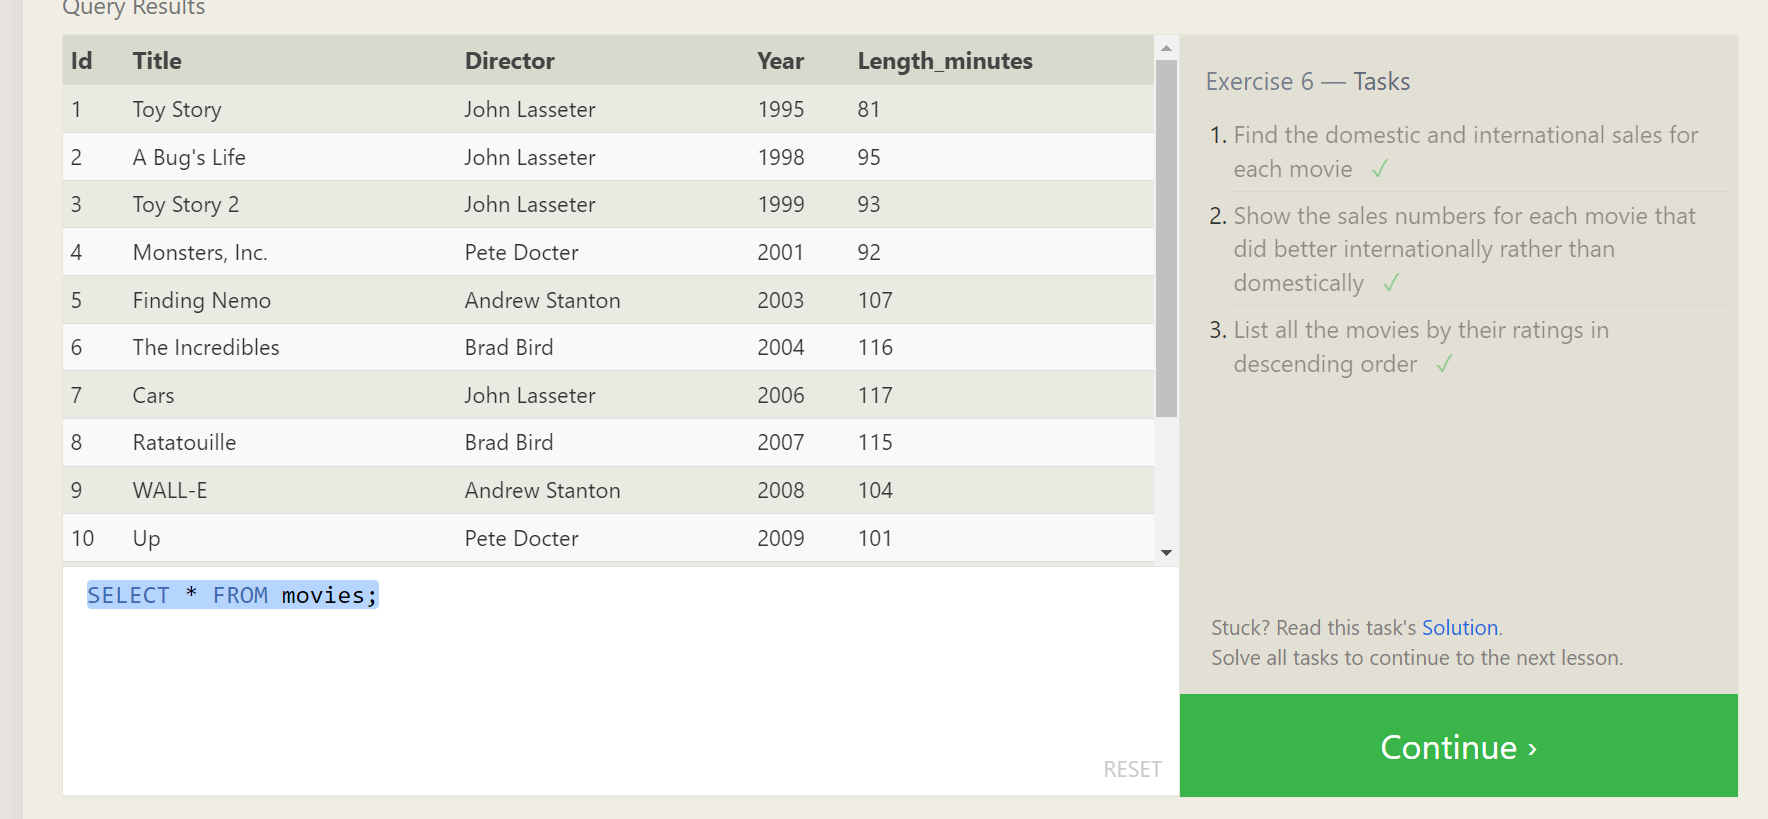 Query Results
Id Title Director Year Length_minutes
1 Toy Story John Lasseter 1995 81
2 A Bug's Life John Lasseter 1998 95
3 Toy Story 2 John Lasseter 1999 93
4 Monsters, Inc. Pete Docter 2001 92
5 Finding Nemo Andrew Stanton 2003 107
6 The Incredibles Brad Bird 2004 116
7 Cars John Lasseter 2006 117
8 Ratatouille Brad Bird 2007 115
9 WALL-E Andrew Stanton 2008 104
10 Up Pete Docter 2009 101
SELECT * FROM movies;
RESET
Exercise 6 — Tasks
1. Find the domestic and international sales for
each movie ✓
2. Show the sales numbers for each movie that
did better internationally rather than
domestically ✓
3. List all the movies by their ratings in
descending order ✓
Stuck? Read this task's Solution.
Solve all tasks to continue to the next lesson.
Continue ›